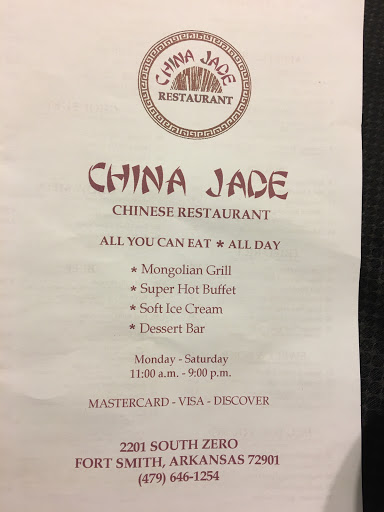 CHINA JADE
RESTAURANT
CHINA JADE
CHINESE RESTAURANT
ALL YOU CAN EAT * ALL DAY
* Mongolian Grill
* Super Hot Buffet
* Soft Ice Cream
* Dessert Bar
Monday - Saturday
11:00 a.m. - 9:00 p.m.
MASTERCARD - VISA - DISCOVER
2201 SOUTH ZERO
FORT SMITH, ARKANSAS 72901
(479) 646-1254